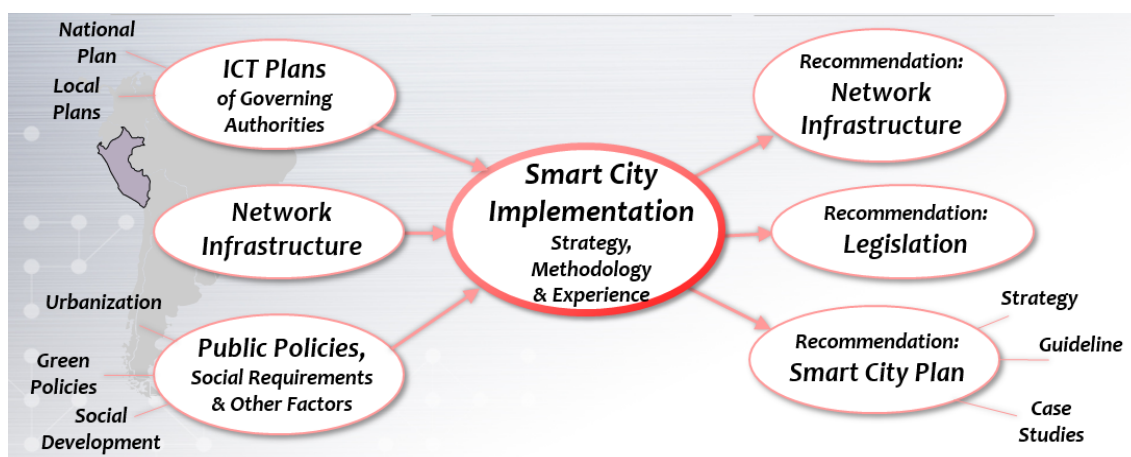 National
Plan
Local
Plans
ICT Plans
of Governing
Authorities
Network
Infrastructure
Urbanization
Green
Policies
Social
Development
Public Policies,
Social Requirements
& Other Factors
Smart City
Implementation
Strategy,
Methodology
& Experience
Recommendation:
Network
Infrastructure
Recommendation:
Legislation
Recommendation:
Smart City Plan
Strategy
Guideline
Case
Studies